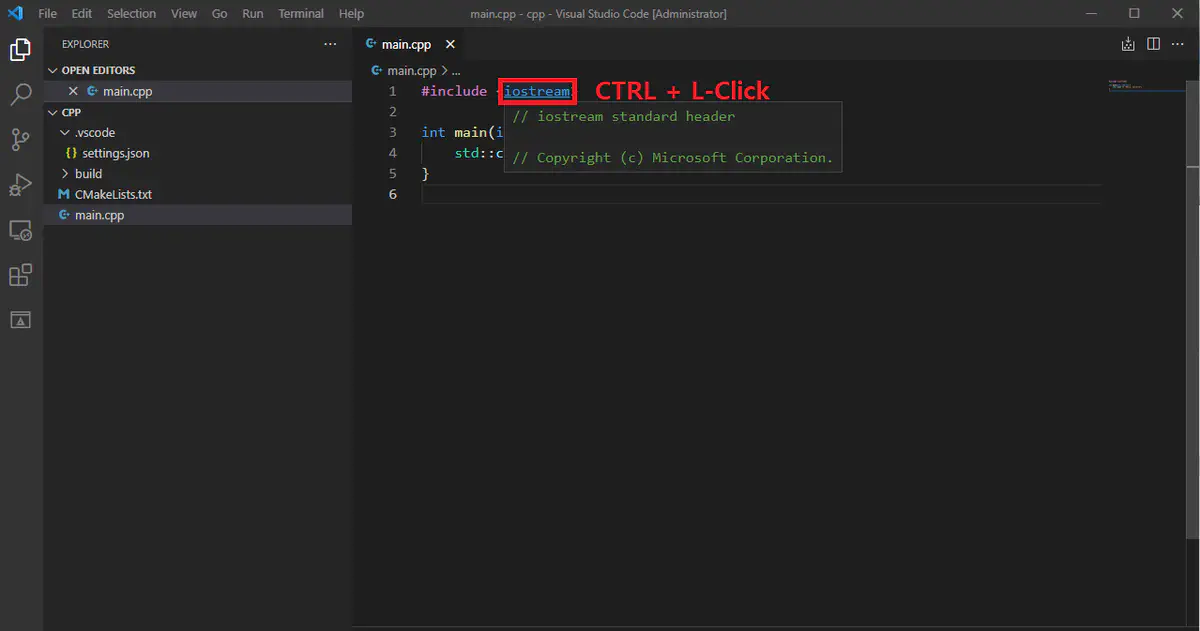 File Edit Selection View Go Run Terminal Help
main.cpp - cpp - Visual Studio Code [Administrator]
EXPLORER
OPEN EDITORS
main.cpp
CPP
.vscode
{} settings.json
build
CMakeLists.txt
main.cpp
main.cpp
main.cpp > ...
1 #include <iostream> CTRL + L-Click
// iostream standard header
2
3 int main(i
4 std::c
// Copyright (c) Microsoft Corporation.
5 }
6